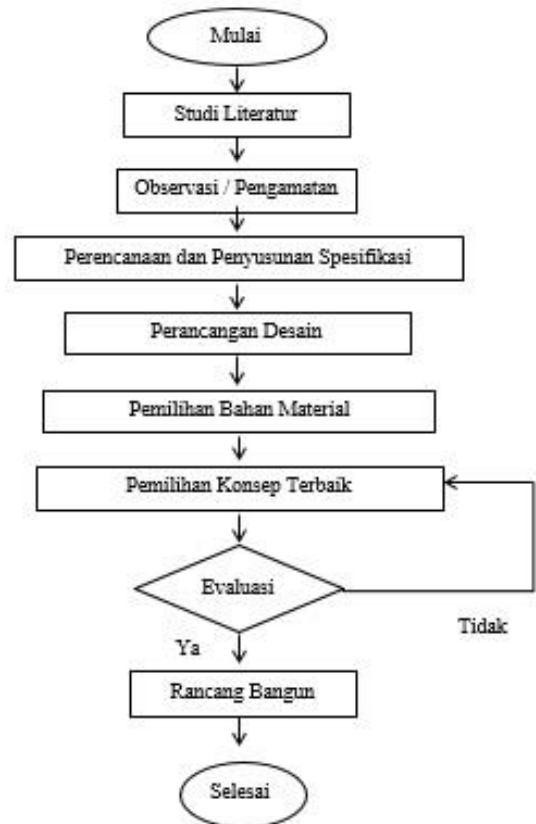 Mulai
Studi Literatur
Observasi / Pengamatan
Perencanaan dan Penyusunan Spesifikasi
Perancangan Desain
Pemilihan Bahan Material
Pemilihan Konsep Terbaik
Evaluasi
Tidak
Ya
Rancang Bangun
Selesai